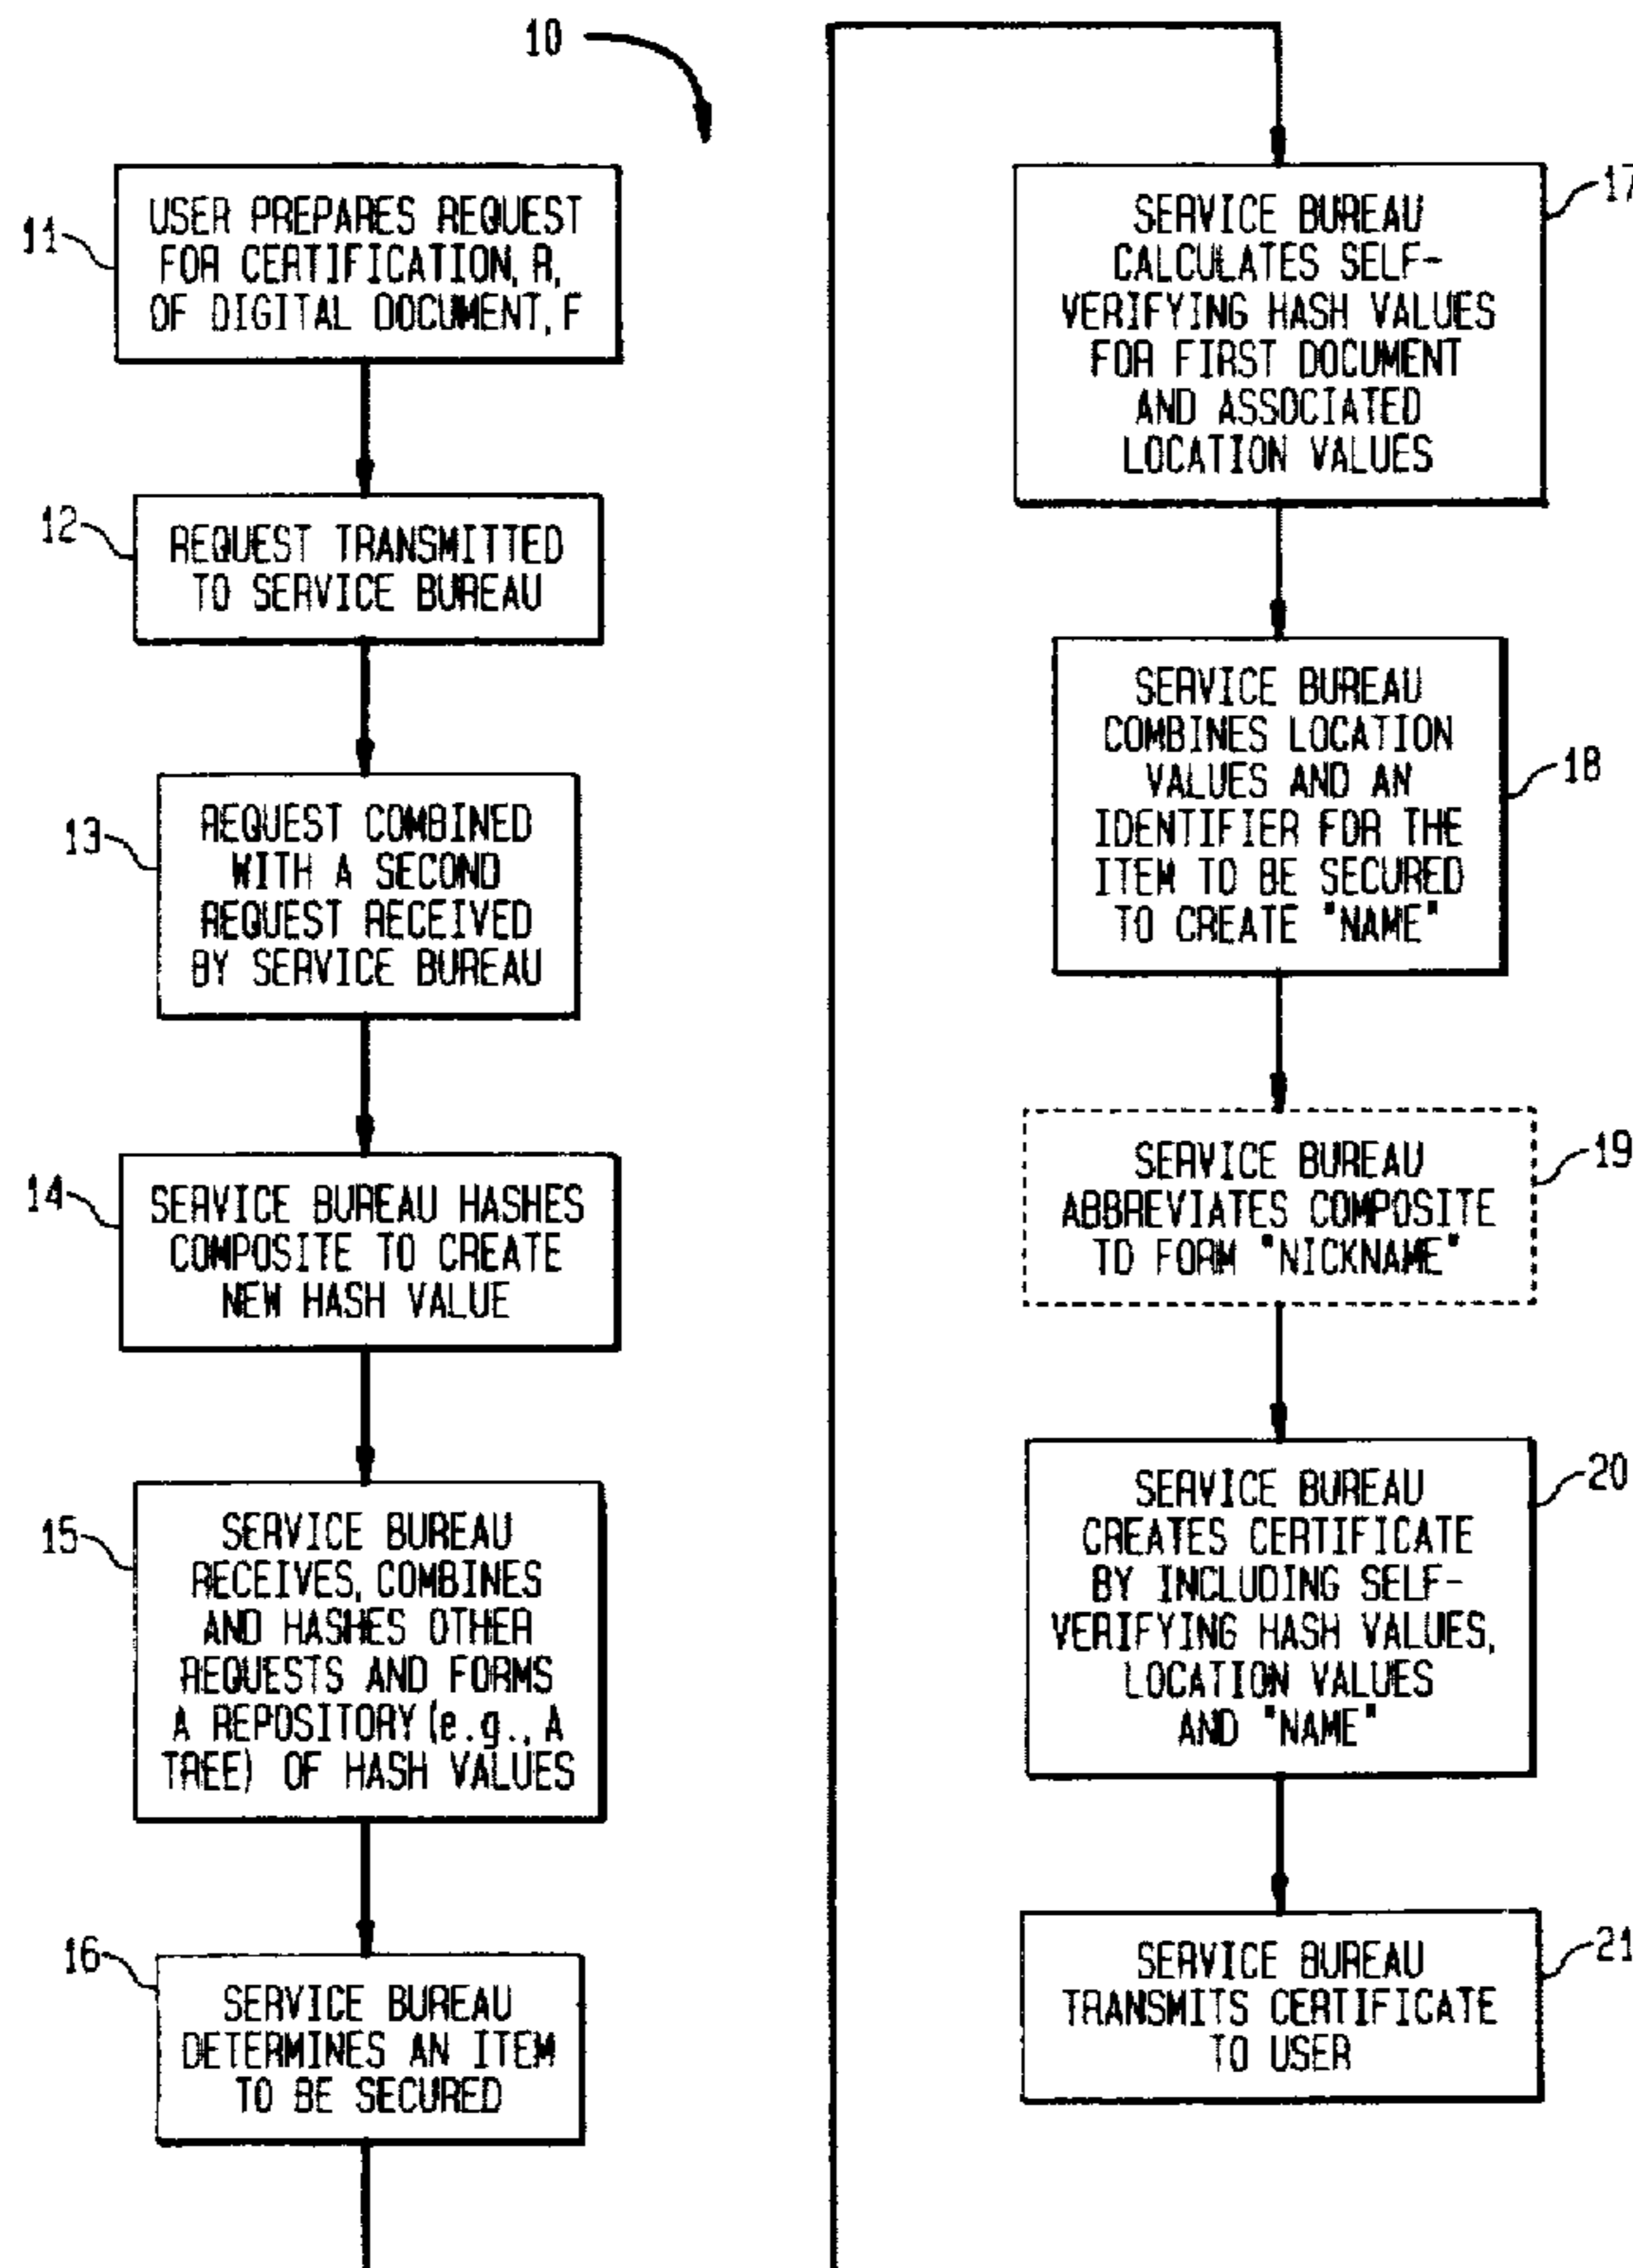 10
11
USER PREPARES REQUEST
FOR CERTIFICATION, R,
OF DIGITAL DOCUMENT, F
12
REQUEST TRANSMITTED
TO SERVICE BUREAU
13
REQUEST COMBINED
WITH A SECOND
REQUEST RECEIVED
BY SERVICE BUREAU
14
SERVICE BUREAU HASHES
COMPOSITE TO CREATE
NEW HASH VALUE
15
SERVICE BUREAU
RECEIVES, COMBINES
AND HASHES OTHER
REQUESTS AND FORMS
A REPOSITORY (e.g., A
TREE) OF HASH VALUES
16
SERVICE BUREAU
DETERMINES AN ITEM
TO BE SECURED
17
SERVICE BUREAU
CALCULATES SELF-
VERIFYING HASH VALUES
FOR FIRST DOCUMENT
AND ASSOCIATED
LOCATION VALUES
18
SERVICE BUREAU
COMBINES LOCATION
VALUES AND AN
IDENTIFIER FOR THE
ITEM TO BE SECURED
TO CREATE "NAME"
19
SERVICE BUREAU
ABBREVIATES COMPOSITE
TO FORM "NICKNAME"
20
SERVICE BUREAU
CREATES CERTIFICATE
BY INCLUDING SELF-
VERIFYING HASH VALUES,
LOCATION VALUES
AND "NAME"
21
SERVICE BUREAU
TRANSMITS CERTIFICATE
TO USER